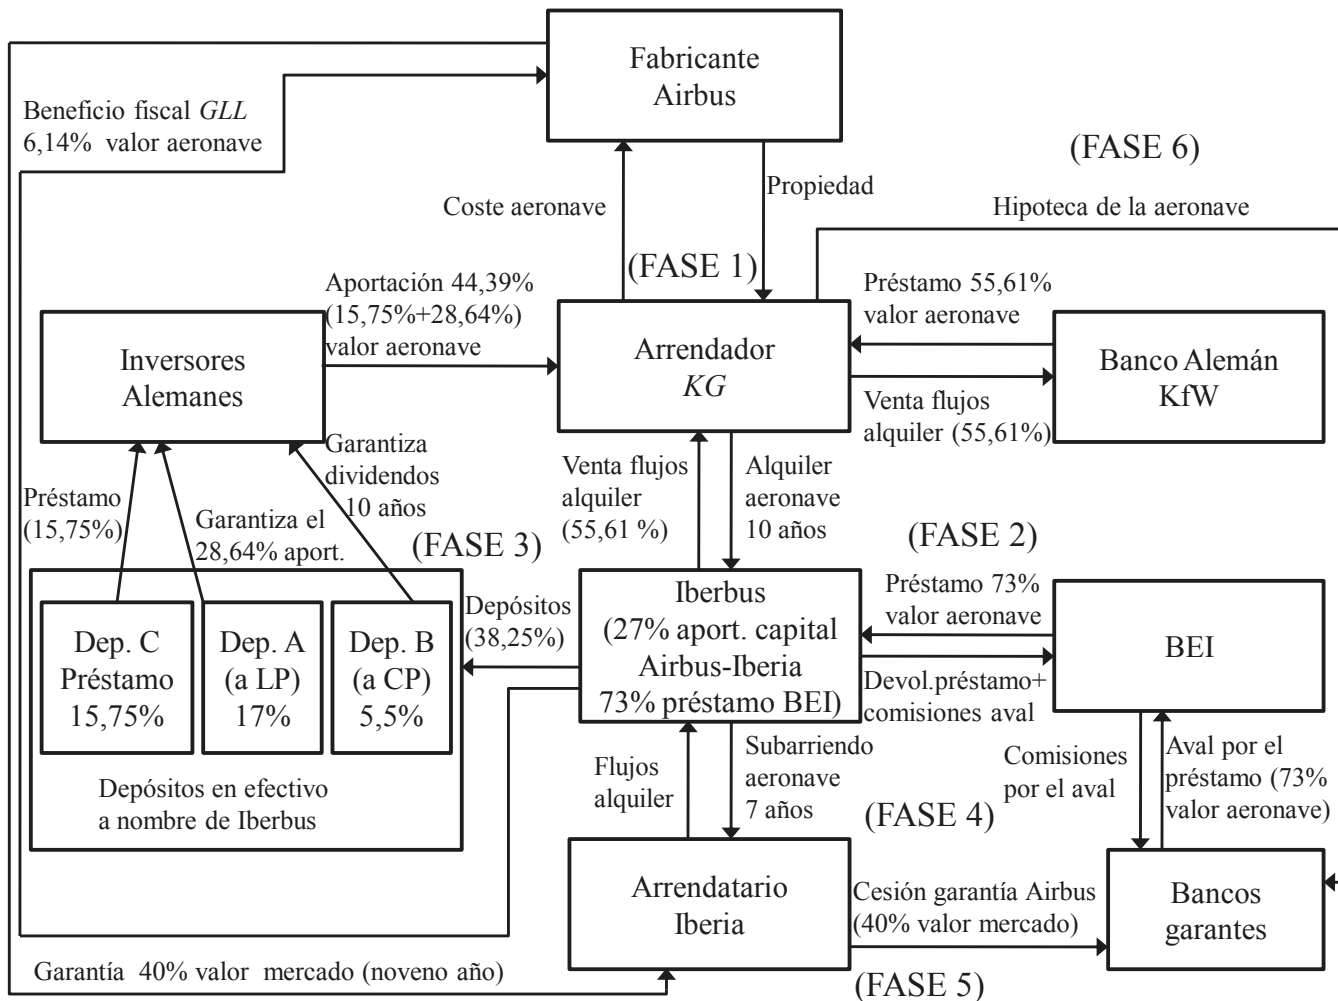 Fabricante
Airbus
Beneficio fiscal GLL
6,14% valor aeronave
(FASE 6)
Coste aeronave
Propiedad
Hipoteca de la aeronave
(FASE 1)
Aportación 44,39%
(15,75%+28,64%)
valor aeronave
Préstamo 55,61%
valor aeronave
Inversores
Alemanes
Arrendador
KG
Banco Alemán
KfW
Venta flujos
alquiler (55,61%)
Garantiza
dividendos
10 años
Venta flujos
alquiler
(55,61 %)
Alquiler
aeronave
10 años
Préstamo
(15,75%)
Garantiza el
28,64% aport.
(FASE 3)
(FASE 2)
Préstamo 73%
valor aeronave
Dep. C
Préstamo
15,75%
Dep. A
(a LP)
17%
Dep. B
(a CP)
5,5%
Depósitos
(38,25%)
Iberbus
(27% aport. capital
Airbus-Iberia
73% préstamo BEI)
BEI
Devol.préstamo+
comisiones aval
Depósitos en efectivo
a nombre de Iberbus
Flujos
alquiler
Subarriendo
aeronave
7 años
Comisiones
por el aval
Aval por el
préstamo (73%
valor aeronave)
(FASE 4)
Arrendatario
Iberia
Cesión garantía Airbus
(40% valor mercado)
Bancos
garantes
Garantía 40% valor mercado (noveno año)
(FASE 5)